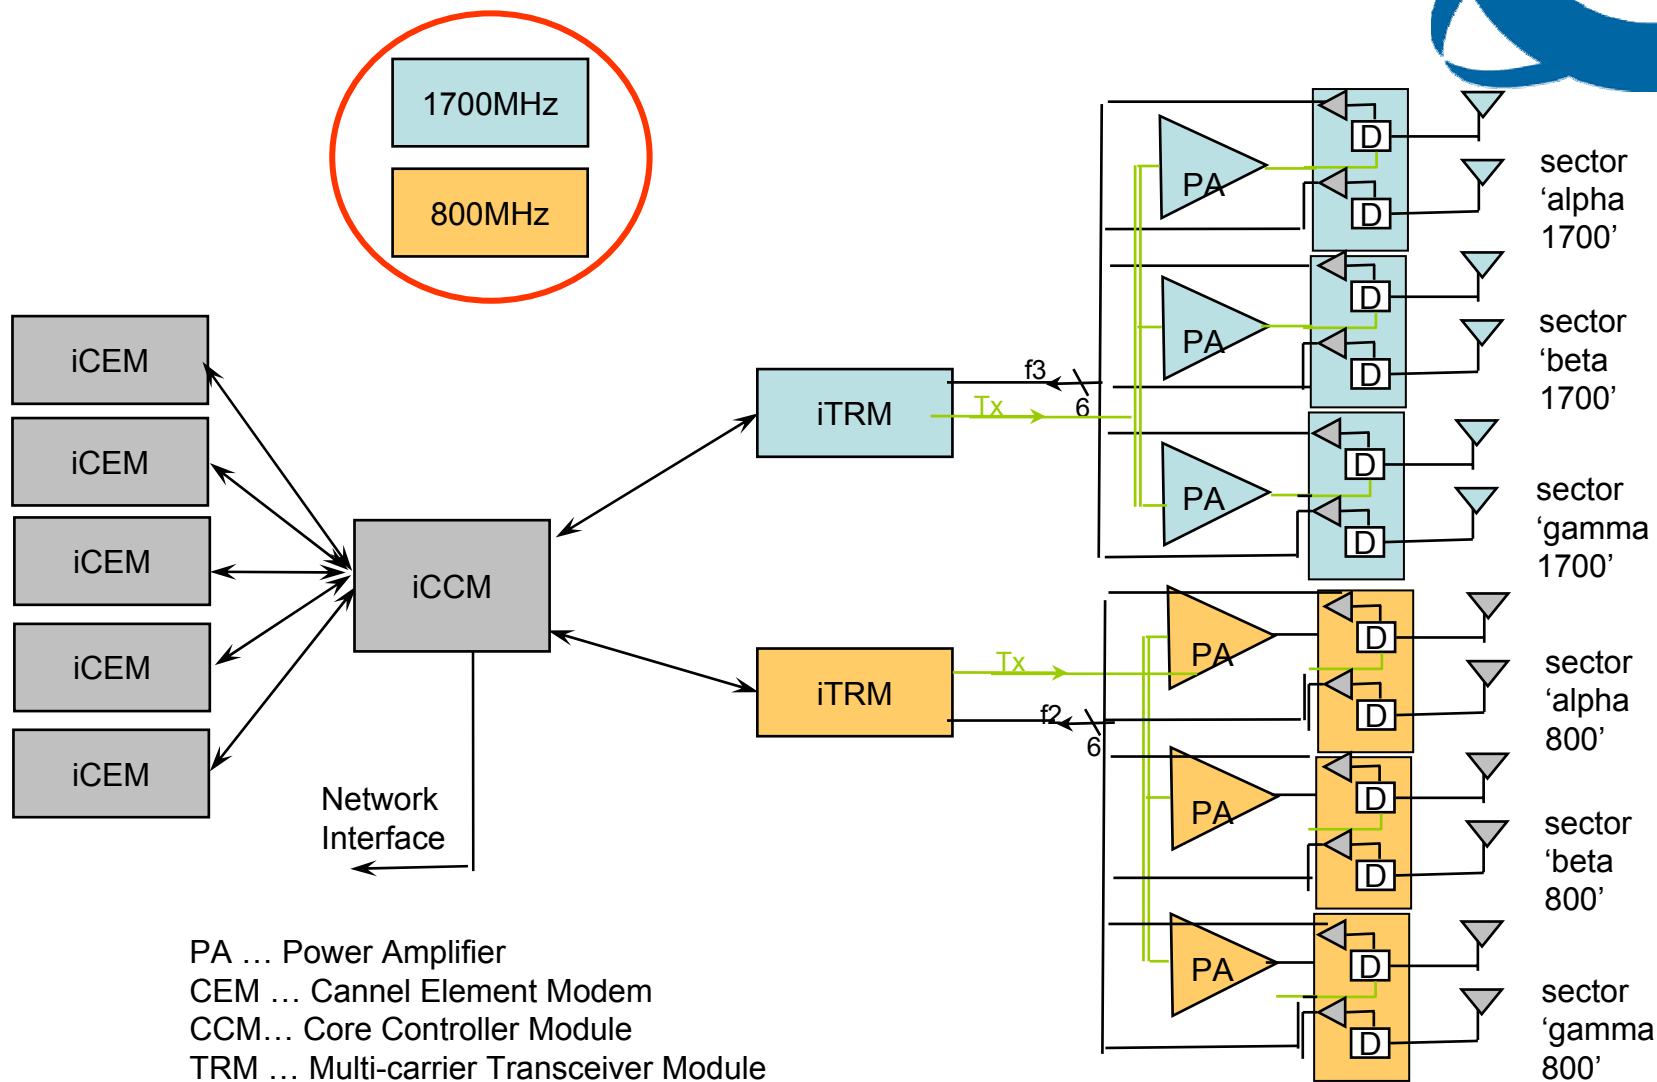 1700MHz
800MHz
iCEM
iCEM
iCEM
iCEM
iCEM
iCCM
Network
Interface
iTRM
iTRM
f3
6
Tx
Tx
f2
6
PA
PA
PA
PA
PA
PA
D
D
D
D
D
D
D
D
D
D
D
D
sector
‘alpha
1700’
sector
‘beta
1700’
sector
‘gamma
1700’
sector
‘alpha
800’
sector
‘beta
800’
sector
‘gamma
800’
PA … Power Amplifier
CEM … Cannel Element Modem
CCM… Core Controller Module
TRM … Multi-carrier Transceiver Module